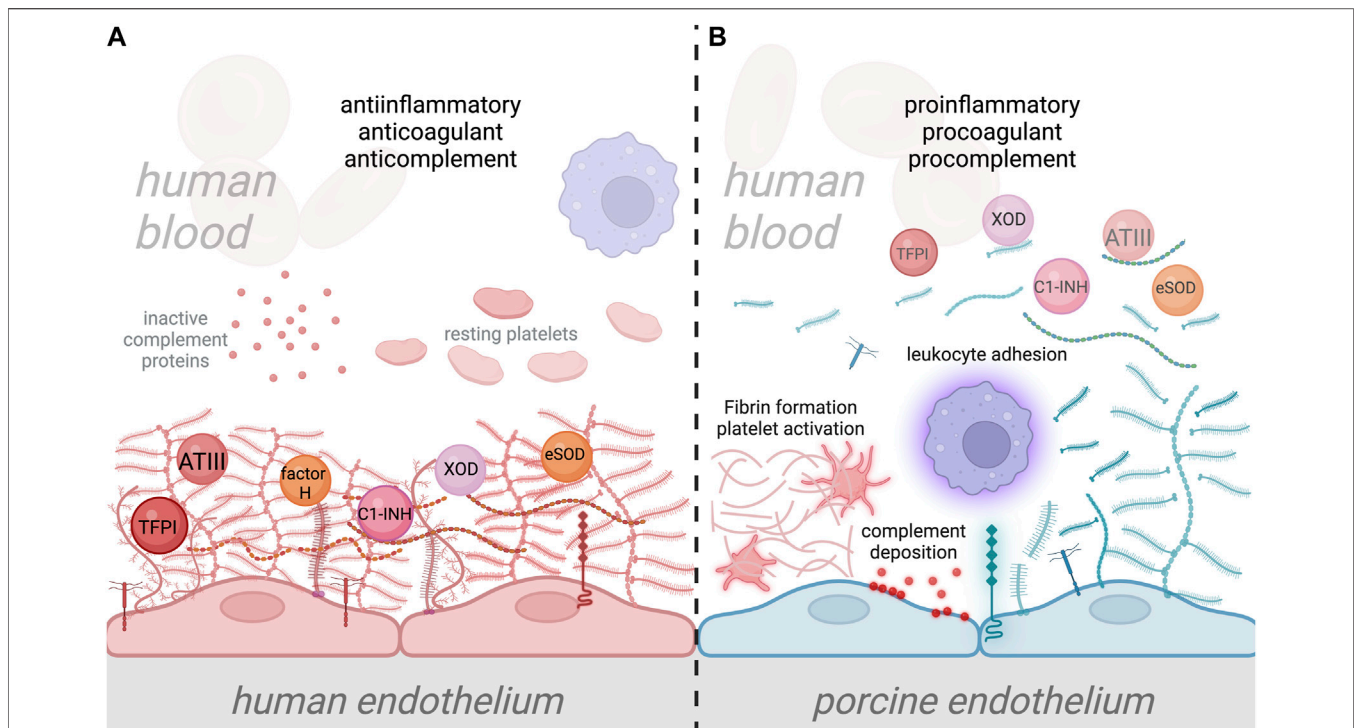 A
antiinflammatory
anticoagulant
anticomplement
human
blood
inactive
complement
proteins
resting platelets
ATIII
factor
H
XOD
eSOD
C1-INH
TFPI
human endothelium
B
proinflammatory
procoagulant
procomplement
human
blood
XOD
TFPI
ATIII
C1-INH
eSOD
leukocyte adhesion
Fibrin formation
platelet activation
complement
deposition
porcine endothelium